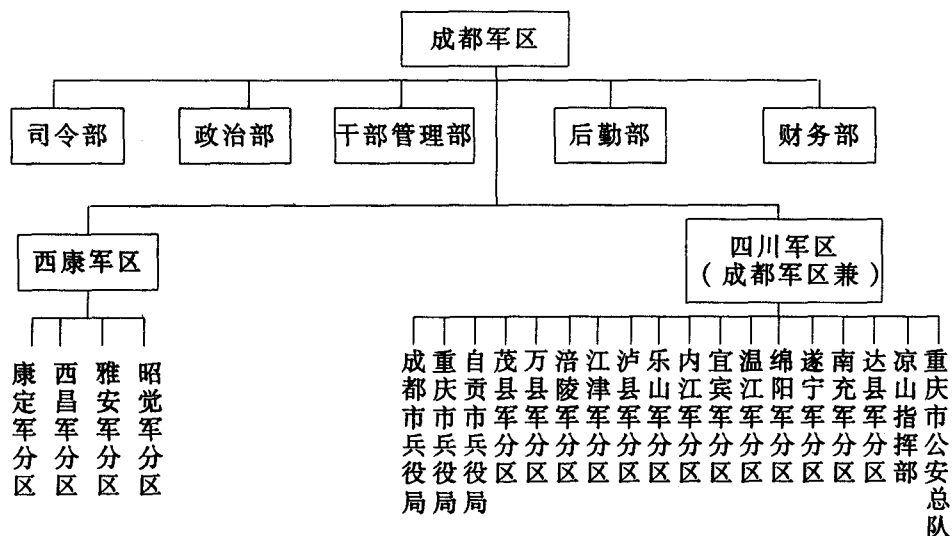 成都军区
司令部
政治部
干部管理部
后勤部
财务部
西康军区
四川军区
(成都军区兼)
康定军分区
西昌军分区
雅安军分区
昭觉军分区
成都市兵役局
重庆市兵役局
自贡市兵役局
茂县军分区
万县军分区
涪陵军分区
江津军分区
泸县军分区
乐山军分区
内江军分区
宜宾军分区
温江军分区
绵阳军分区
遂宁军分区
南充军分区
达县军分区
凉山指挥部
重庆市公安总队